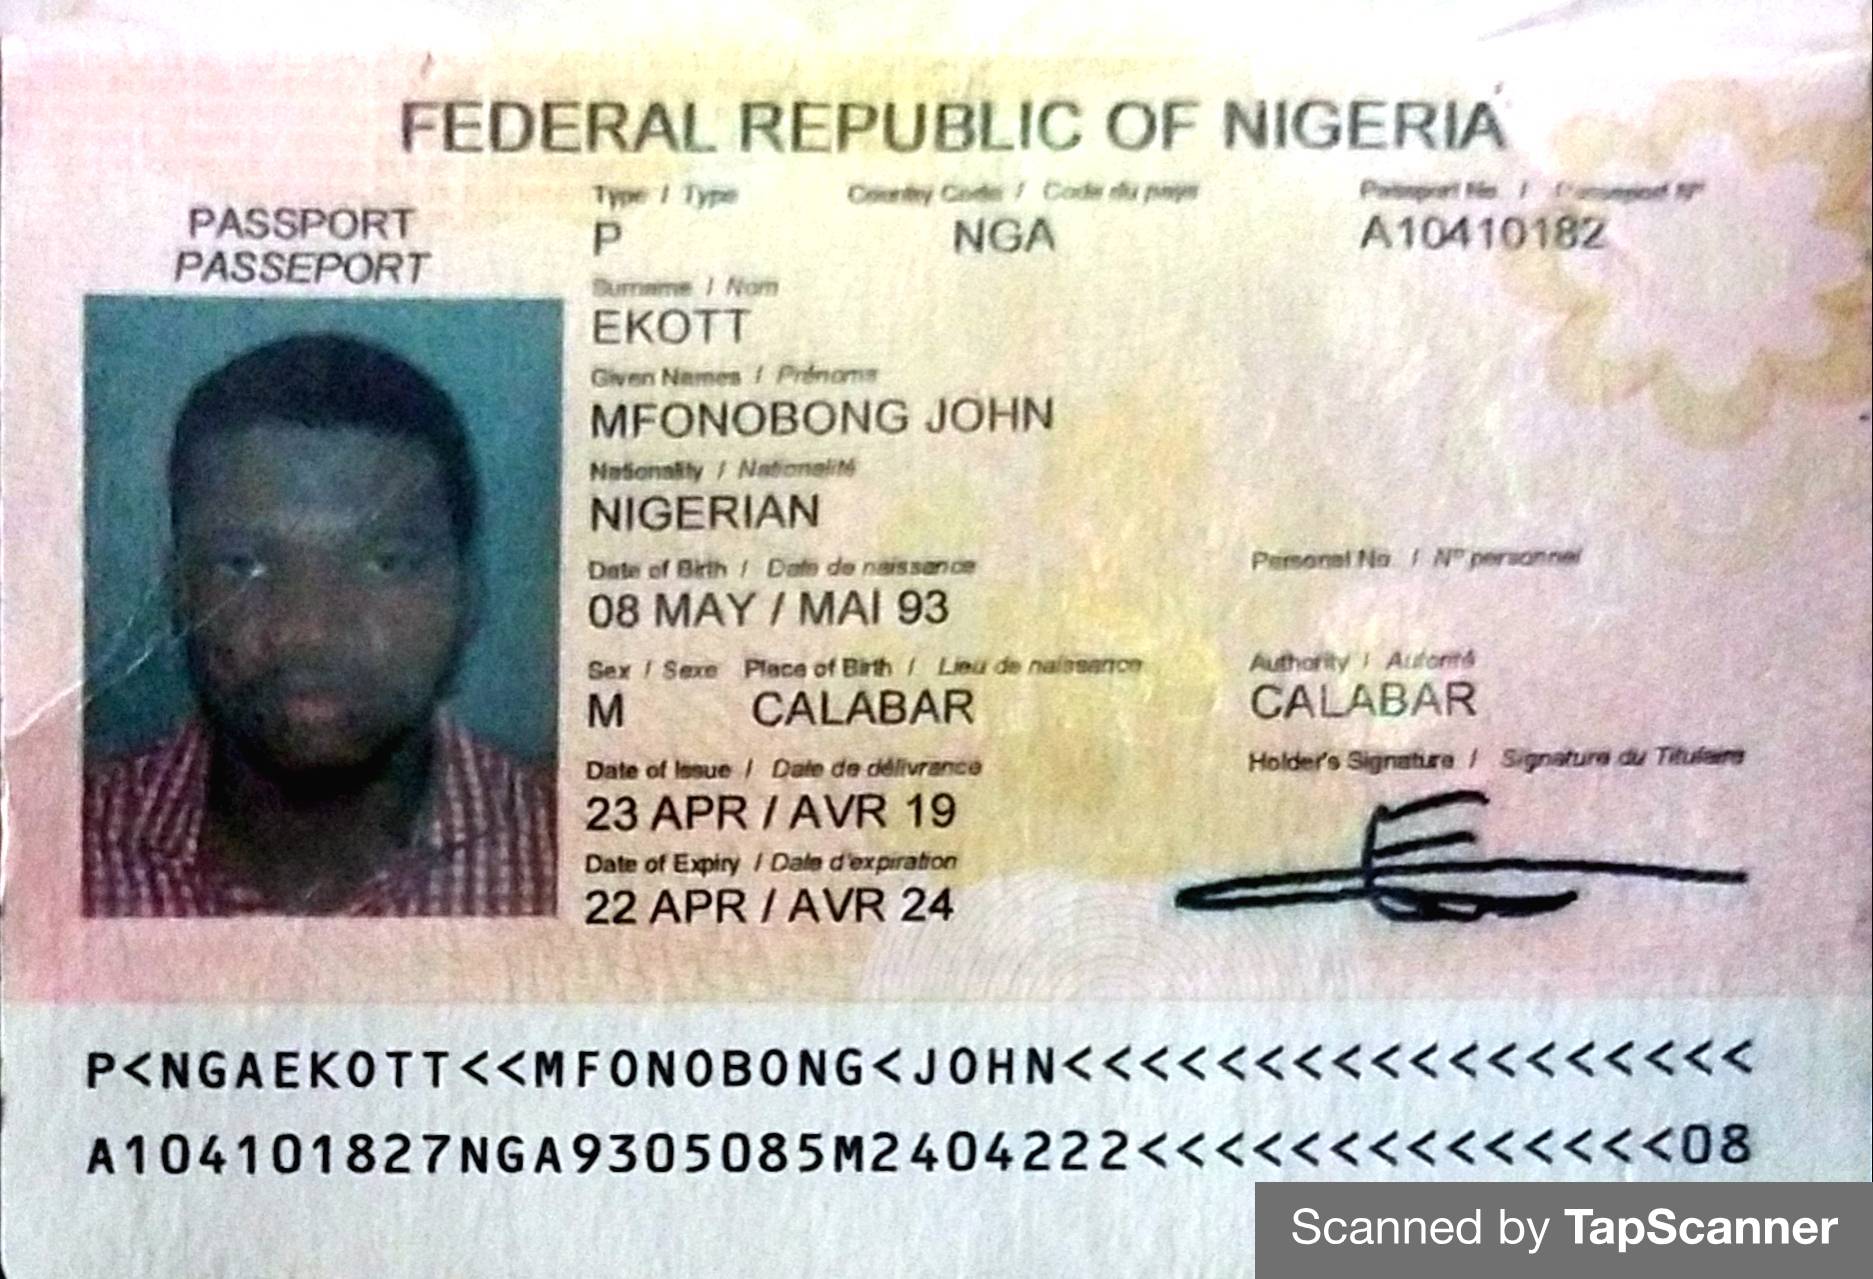 FEDERAL REPUBLIC OF NIGERIA
PASSPORT
PASSEPORT
Type / Type Country Code / Code du pays Passport No. / Passeport N°
P NGA A10410182
Surname / Nom
EKOTT
Given Names / Prénoms
MFONOBONG JOHN
Nationality / Nationalité
NIGERIAN
Date of Birth / Date de naissance Personal No. / N° personnel
08 MAY / MAI 93
Sex / Sexe Place of Birth / Lieu de naissance Authority / Autorité
M CALABAR CALABAR
Date of Issue / Date de délivrance Holder's Signature / Signature du Titulaire
23 APR / AVR 19
Date of Expiry / Date d'expiration
22 APR / AVR 24
P<NGAEKOTT<<MFONOBONG<JOHN<<<<<<<<<<<<<<<<<<
A104101827NGA9305085M2404222<<<<<<<<<<<<<<08
Scanned by TapScanner